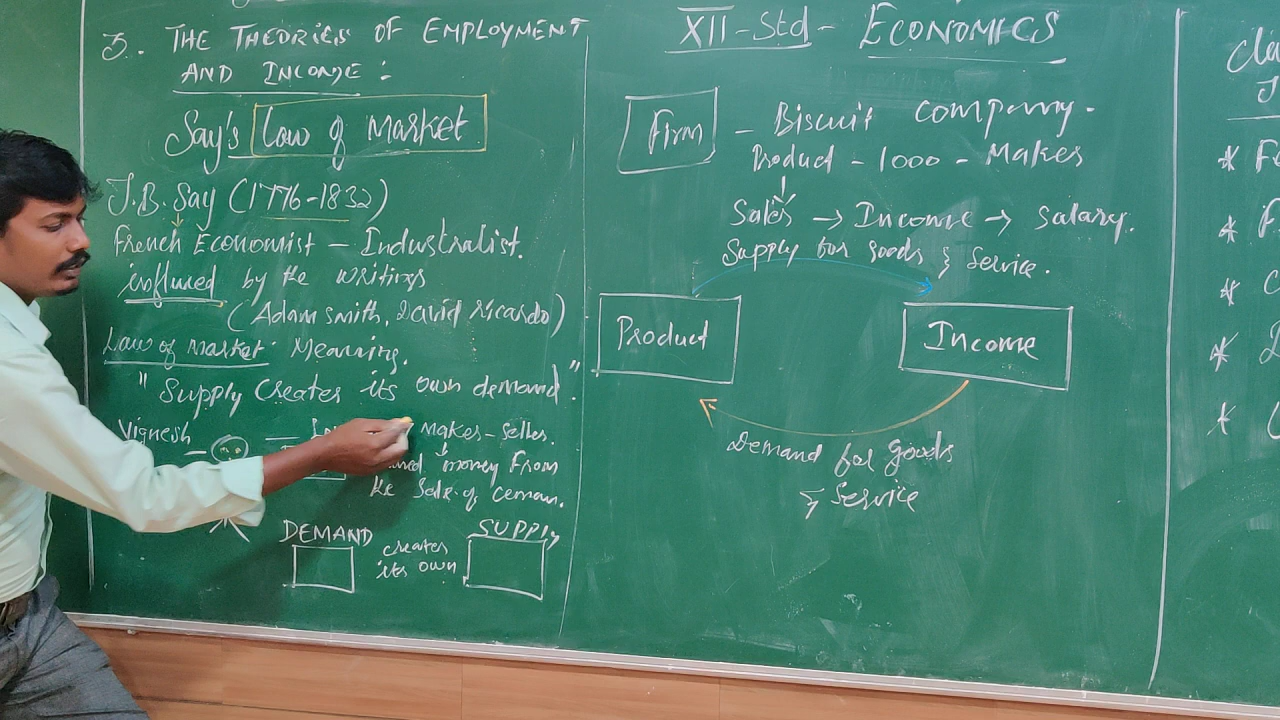 3. THE THEORIES OF EMPLOYMENT
AND INCOME :
Say's Law of Market
J.B. Say (1776-1832)
French Economist - Industralist.
influced by the writings
(Adam smith, David ricardo)
Law of market Meaning.
"Supply Creates its own demand."
Vignesh
Makes - Selles.
money From
the Sale of
DEMAND
creates
its own
SUPPLY
XII - Std - ECONOMICS
Firm - Biscuit company.
Product - 1000 - Makes
Sales → Income → Salary.
Supply for goods & Service.
Product
Income
Demand for goods
& Service
*
*
*
*
*